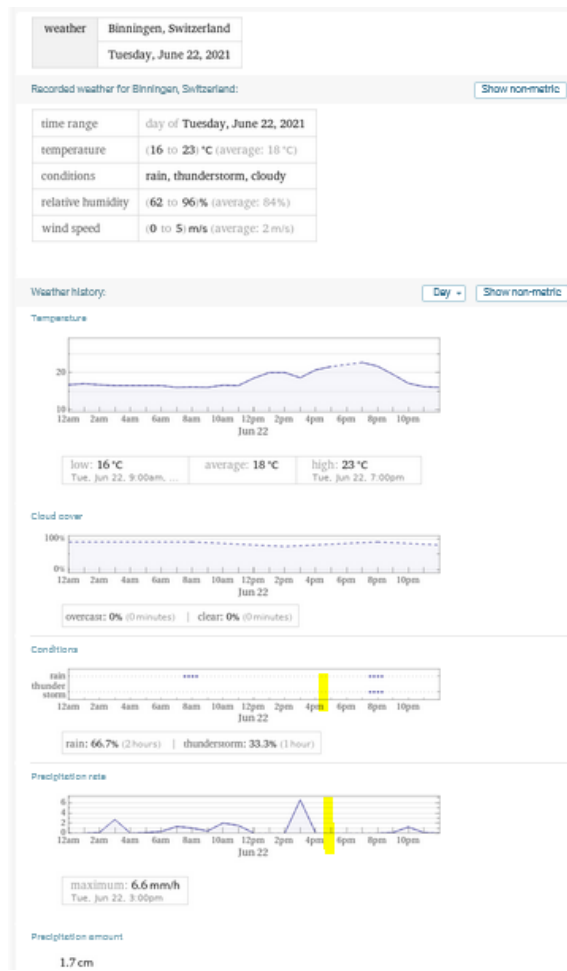 weather Binningen, Switzerland
Tuesday, June 22, 2021
Recorded weather for Binningen, Switzerland: Show non-metric
time range day of Tuesday, June 22, 2021
temperature (16 to 23) °C (average: 18 °C)
conditions rain, thunderstorm, cloudy
relative humidity (62 to 96)% (average: 84%)
wind speed (0 to 5) m/s (average: 2 m/s)
Weather history: Day Show non-metric
Temperature
20
10
12am 2am 4am 6am 8am 10am 12pm 2pm 4pm 6pm 8pm 10pm
Jun 22
low: 16 °C average: 18 °C high: 23 °C
Tue, Jun 22, 9:00am, ... Tue, Jun 22, 7:00pm
Cloud cover
100%
0%
12am 2am 4am 6am 8am 10am 12pm 2pm 4pm 6pm 8pm 10pm
Jun 22
overcast: 0% (0 minutes) | clear: 0% (0 minutes)
Conditions
rain
thunder
storm
12am 2am 4am 6am 8am 10am 12pm 2pm 4pm 6pm 8pm 10pm
Jun 22
rain: 66.7% (2 hours) | thunderstorm: 33.3% (1 hour)
Precipitation rate
6
4
2
0
12am 2am 4am 6am 8am 10am 12pm 2pm 4pm 6pm 8pm 10pm
Jun 22
maximum: 6.6 mm/h
Tue, Jun 22, 3:00pm
Precipitation amount
1.7 cm